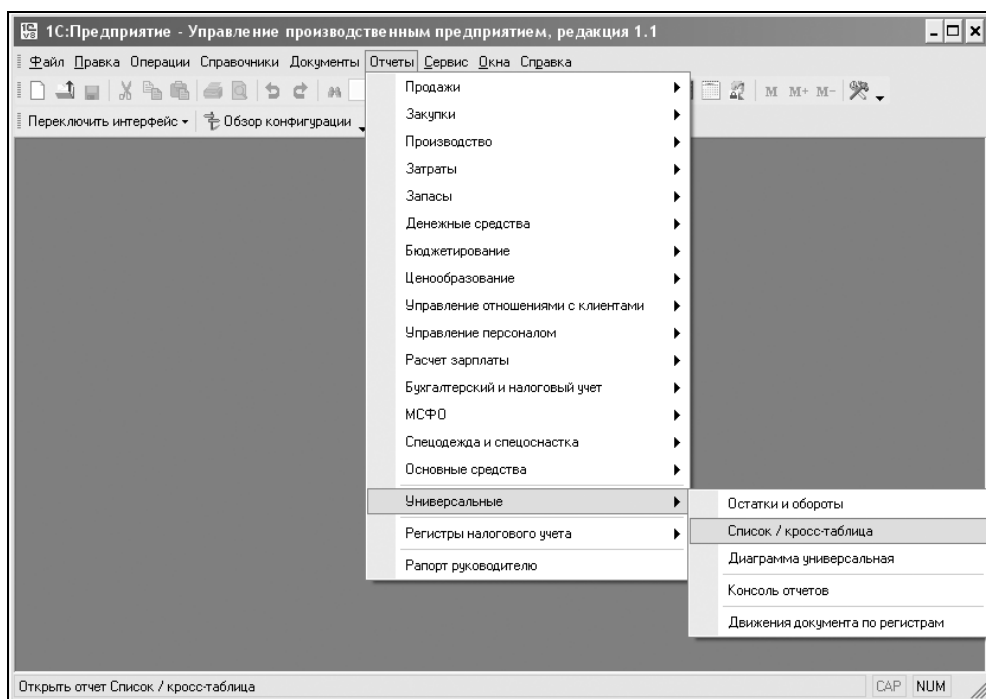 1С:Предприятие - Управление производственным предприятием, редакция 1.1
Файл Правка Операции Справочники Документы Отчеты Сервис Окна Справка
M M+ M-
Переключить интерфейс Обзор конфигурации
Продажи
Закупки
Производство
Затраты
Запасы
Денежные средства
Бюджетирование
Ценообразование
Управление отношениями с клиентами
Управление персоналом
Расчет зарплаты
Бухгалтерский и налоговый учет
МСФО
Спецодежда и спецоснастка
Основные средства
Универсальные
Регистры налогового учета
Рапорт руководителю
Остатки и обороты
Список / кросс-таблица
Диаграмма универсальная
Консоль отчетов
Движения документа по регистрам
Открыть отчет Список / кросс-таблица CAP NUM